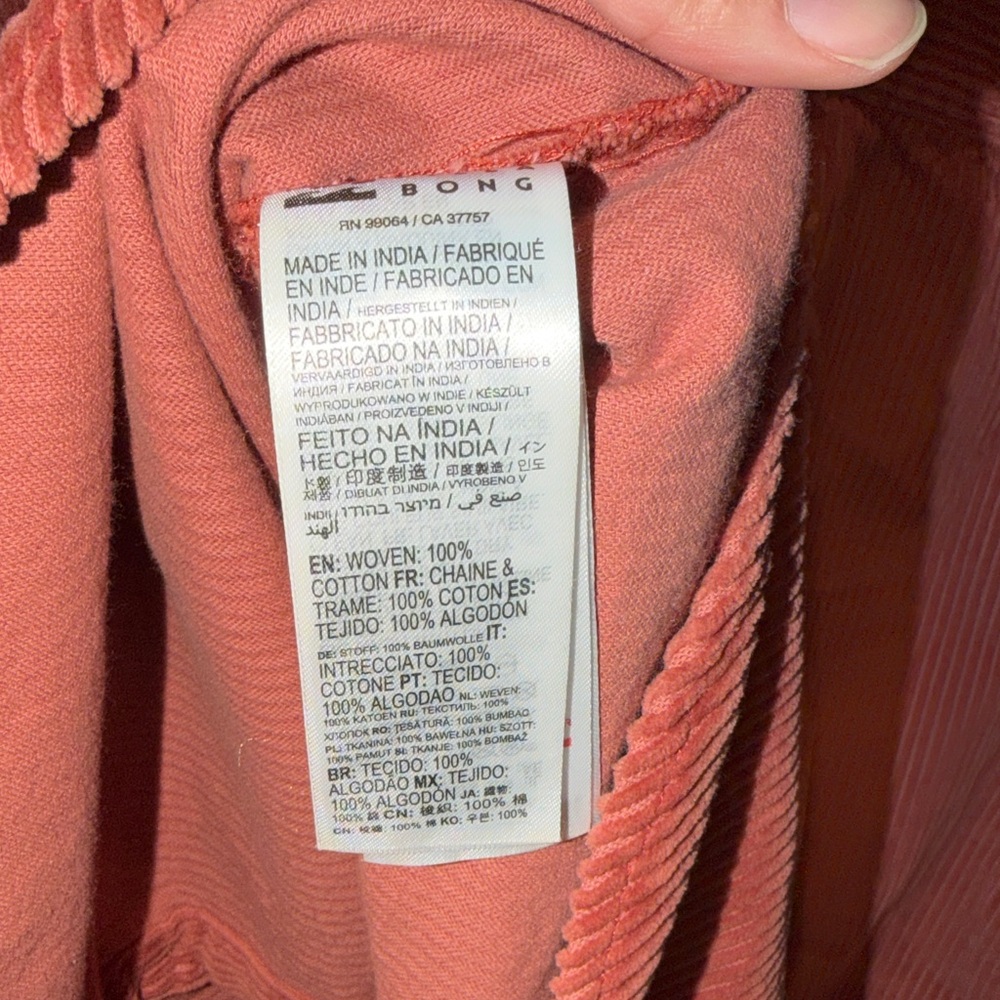 BONG
RN 99064 / CA 37757
MADE IN INDIA / FABRIQUÉ
EN INDE / FABRICADO EN
INDIA / HERGESTELLT IN INDIEN /
FABBRICATO IN INDIA /
FABRICADO NA INDIA /
VERVAARDIGD IN INDIA / ИЗГОТОВЛЕНО В
ИНДИЯ / FABRICAT ÎN INDIA /
WYPRODUKOWANO W INDIE / KÉSZÜLT
INDIÁBAN / PROIZVEDENO V INDIJI /
FEITO NA ÍNDIA /
HECHO EN INDIA / イン
ド製 / 印度制造 / 印度製造 / 인도
제품 / DIBUAT DI INDIA / VYROBENO V
INDII / מיוצר בהודו / صنع في
الهند
EN: WOVEN: 100%
COTTON FR: CHAINE &
TRAME: 100% COTON ES:
TEJIDO: 100% ALGODÓN
DE: STOFF: 100% BAUMWOLLE IT:
INTRECCIATO: 100%
COTONE PT: TECIDO:
100% ALGODAO NL: WEVEN:
100% KATOEN RU: ТЕКСТИЛЬ: 100%
ХЛОПОК RO: ȚESĂTURĂ: 100% BUMBAC
PL: TKANINA: 100% BAWEŁNA HU: SZÖTT:
100% PAMUT SI: TKANJE: 100% BOMBAŽ
BR: TECIDO: 100%
ALGODÃO MX: TEJIDO:
100% ALGODÓN JA: 織物:
100% 綿 CN: 梭織: 100% 棉
CN: 梭織: 100% 棉 KO: 우븐: 100%